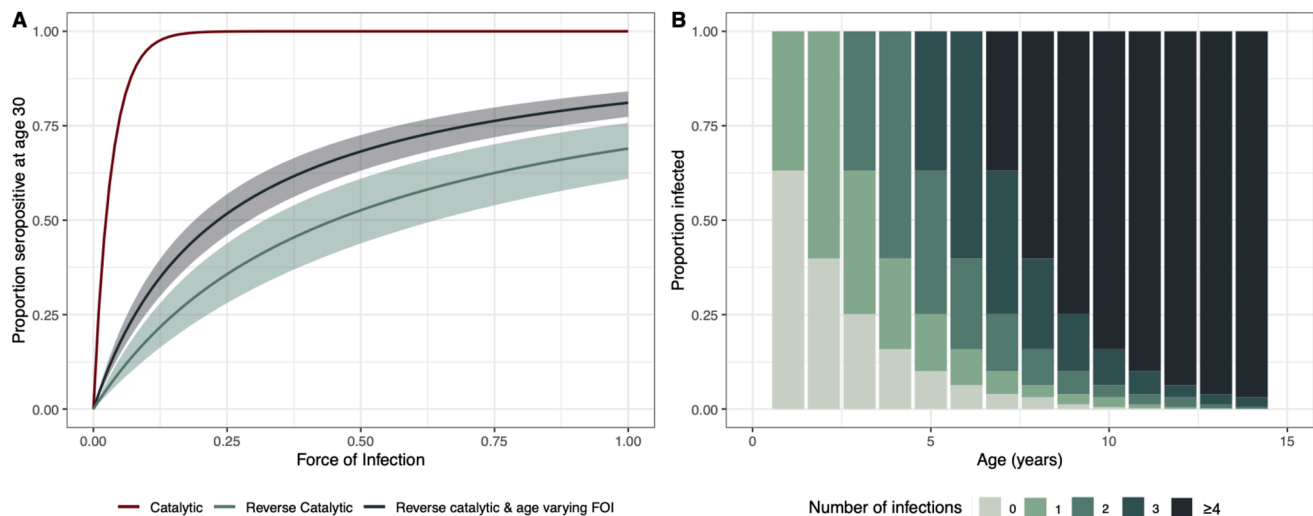 A
B
1.00
0.75
0.50
0.25
0.00
Proportion seropositive at age 30
0.00 0.25 0.50 0.75 1.00
Force of Infection
Catalytic Reverse Catalytic Reverse catalytic & age varying FOI
1.00
0.75
0.50
0.25
0.00
Proportion infected
0 5 10 15
Age (years)
Number of infections 0 1 2 3 ≥4